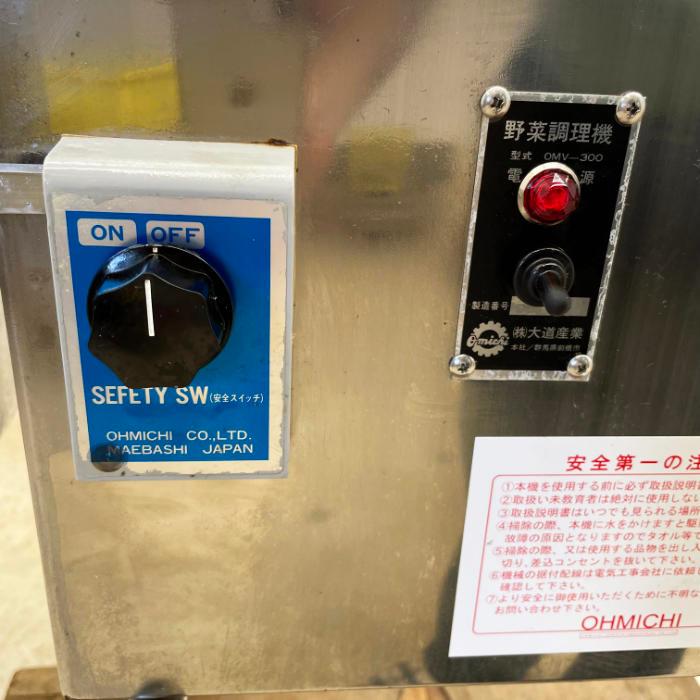 ON OFF
SEFETY SW (安全スイッチ)
OHMICHI CO.,LTD.
MAEBASHI JAPAN
野菜調理機
型式 OMV-300
電 源
製造番号
Ohmichi
(株)大道産業
本社/群馬県前橋市
安全第一の注
①本機を使用する前に必ず取扱説明書
②取扱い未教育者は絶対に使用しない
③取扱説明書はいつでも見られる場所
④掃除の際、本機に水をかけますと駆
故障の原因となりますのでタオル等で
⑤掃除の際、又は使用する品物を出し入
切り、差込コンセントを抜いて下さい。
⑥機械の据付配線は電気工事会社に依頼
確認して下さい。
⑦より安全に御使用いただくために不明な
お問い合わせ下さい。
OHMICHI